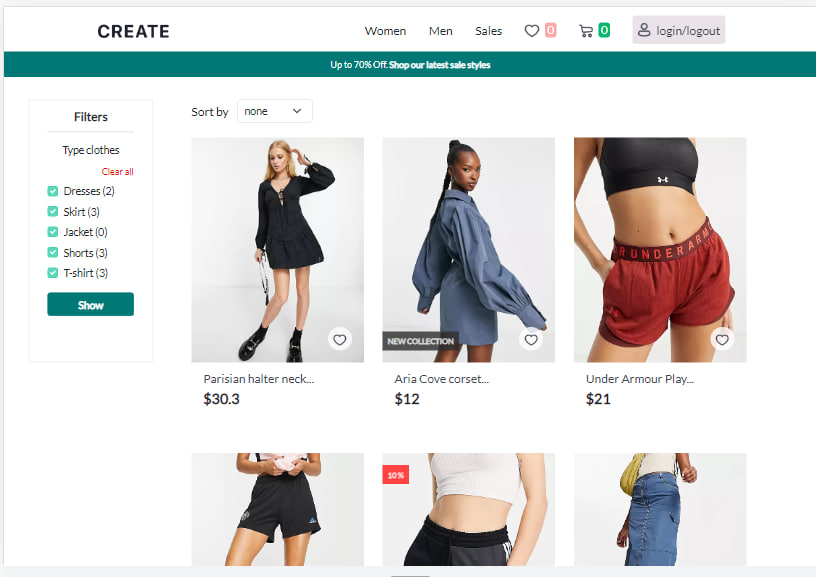 CREATE
Women Men Sales 0 0 login/logout
Up to 70% Off. Shop our latest sale styles
Filters
Type clothes
Clear all
Dresses (2)
Skirt (3)
Jacket (0)
Shorts (3)
T-shirt (3)
Show
Sort by none
NEW COLLECTION
UNDER ARMOUR
Parisian halter neck...
$30.3
Aria Cove corset...
$12
Under Armour Play...
$21
10%